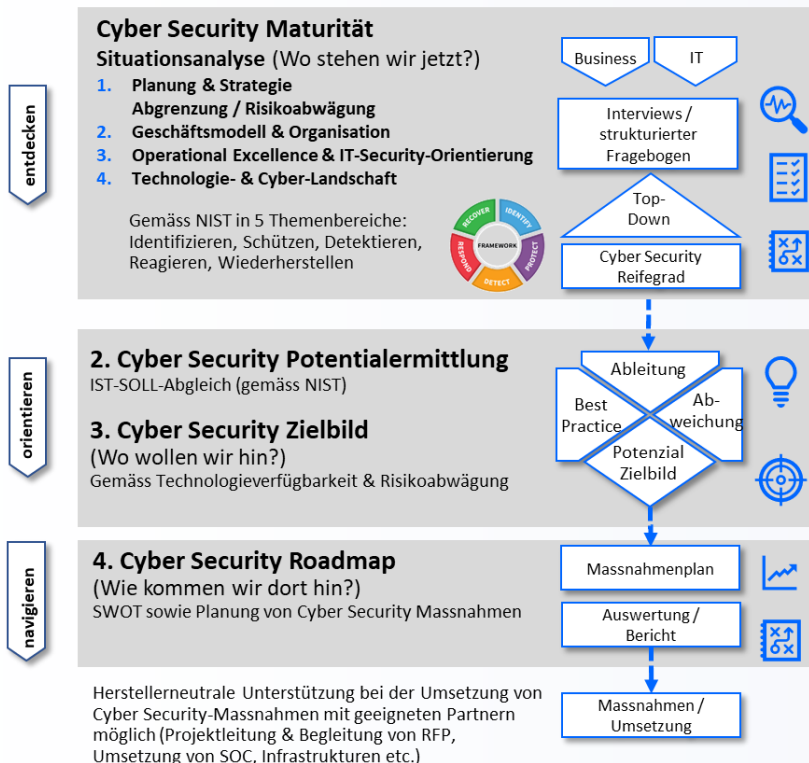 Cyber Security Maturität
Situationsanalyse (Wo stehen wir jetzt?)
1. Planung & Strategie
Abgrenzung / Risikoabwägung
2. Geschäftsmodell & Organisation
3. Operational Excellence & IT-Security-Orientierung
4. Technologie- & Cyber-Landschaft
Gemäss NIST in 5 Themenbereiche:
Identifizieren, Schützen, Detektieren,
Reagieren, Wiederherstellen
entdecken
RECOVER
IDENTIFY
PROTECT
DETECT
RESPOND
FRAMEWORK
Business
IT
Interviews /
strukturierter
Fragebogen
Top-
Down
Cyber Security
Reifegrad
orientieren
2. Cyber Security Potentialermittlung
IST-SOLL-Abgleich (gemäss NIST)
3. Cyber Security Zielbild
(Wo wollen wir hin?)
Gemäss Technologieverfügbarkeit & Risikoabwägung
Ableitung
Best
Practice
Ab-
weichung
Potenzial
Zielbild
navigieren
4. Cyber Security Roadmap
(Wie kommen wir dort hin?)
SWOT sowie Planung von Cyber Security Massnahmen
Massnahmenplan
Auswertung /
Bericht
Herstellerneutrale Unterstützung bei der Umsetzung von
Cyber Security-Massnahmen mit geeigneten Partnern
möglich (Projektleitung & Begleitung von RFP,
Umsetzung von SOC, Infrastrukturen etc.)
Massnahmen /
Umsetzung